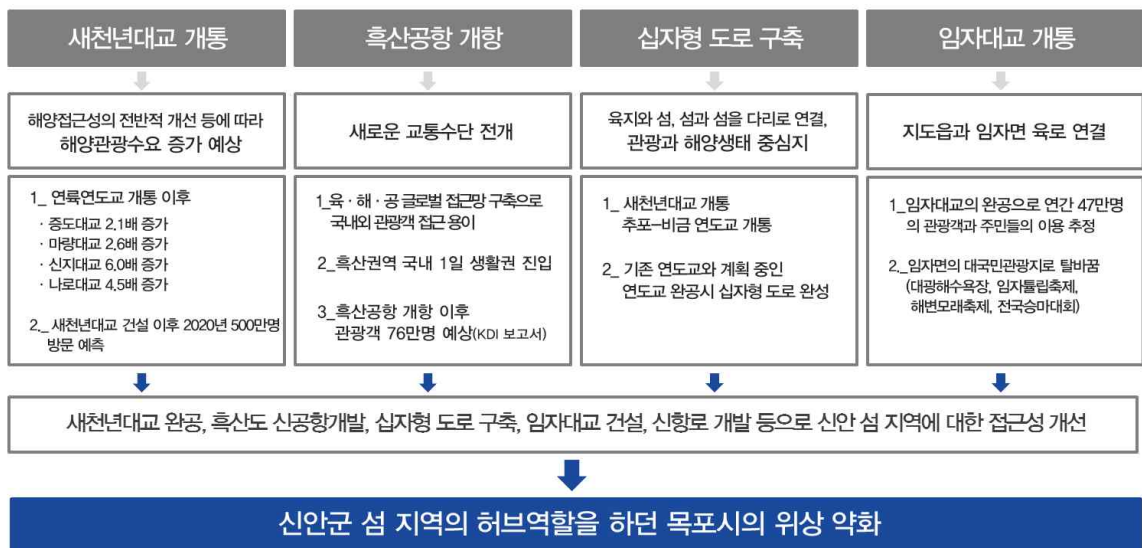 새천년대교 개통
흑산공항 개항
십자형 도로 구축
임자대교 개통
해양접근성의 전반적 개선 등에 따라
해양관광수요 증가 예상
새로운 교통수단 전개
육지와 섬, 섬과 섬을 다리로 연결,
관광과 해양생태 중심지
지도읍과 임자면 육로 연결
1_ 연륙연도교 개통 이후
· 증도대교 2.1배 증가
· 마량대교 2.6배 증가
· 신지대교 6.0배 증가
· 나로대교 4.5배 증가
2._ 새천년대교 건설 이후 2020년 500만명
방문 예측
1_육·해·공 글로벌 접근망 구축으로
국내외 관광객 접근 용이
2_흑산권역 국내 1일 생활권 진입
3_ 흑산공항 개항 이후
관광객 76만명 예상(KDI 보고서)
1_ 새천년대교 개통
추포-비금 연도교 개통
2_ 기존 연도교와 계획 중인
연도교 완공시 십자형 도로 완성
1_임자대교의 완공으로 연간 47만명
의 관광객과 주민들의 이용 추정
2._임자면의 대국민관광지로 탈바꿈
(대광해수욕장, 임자튤립축제,
해변모래축제, 전국승마대회)
새천년대교 완공, 흑산도 신공항개발, 십자형 도로 구축, 임자대교 건설, 신항로 개발 등으로 신안 섬 지역에 대한 접근성 개선
신안군 섬 지역의 허브역할을 하던 목포시의 위상 약화